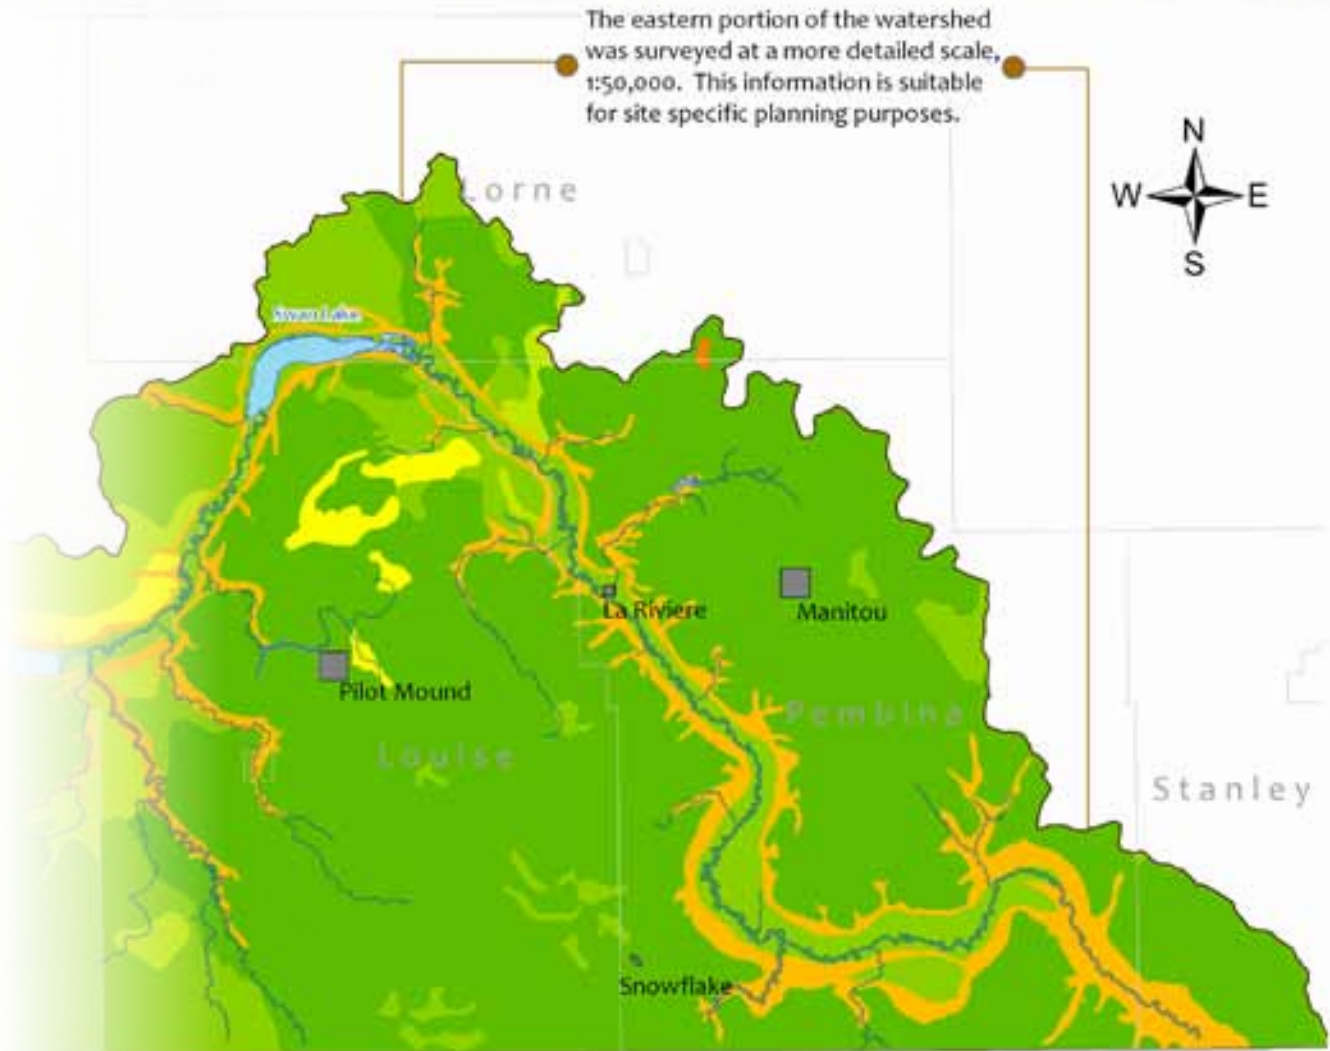 The eastern portion of the watershed
was surveyed at a more detailed scale,
1:50,000. This information is suitable
for site specific planning purposes.
N
W E
S
Lorne
Swan Lake
La Riviere
Manitou
Pilot Mound
Pembina
Louise
Stanley
Snowflake